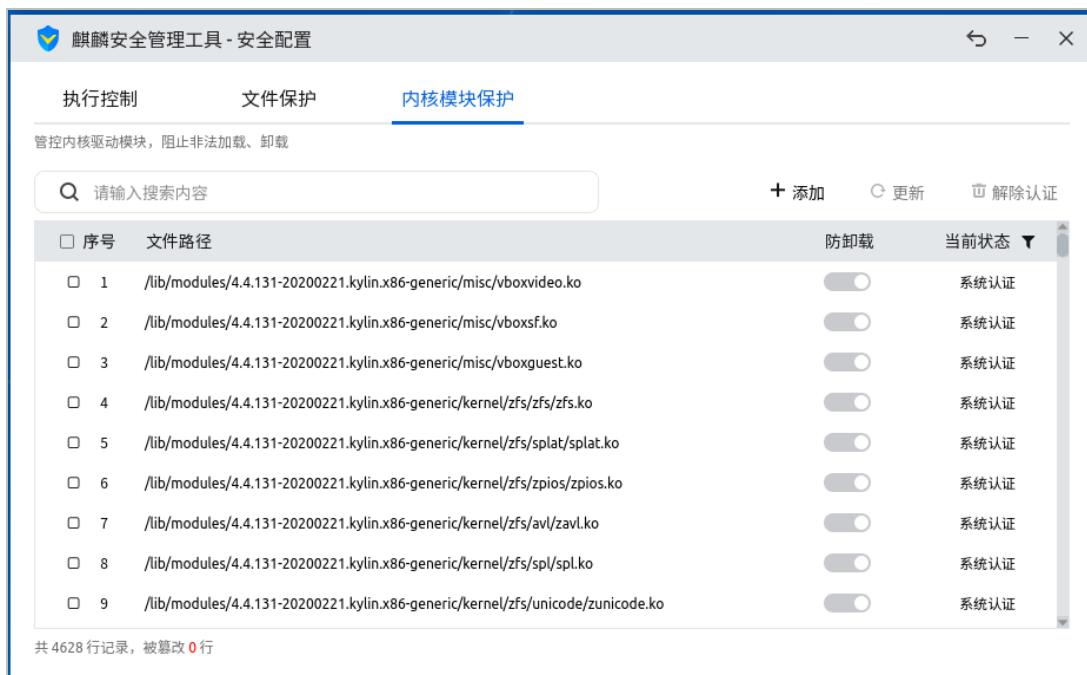 麒麟安全管理工具 - 安全配置
执行控制 文件保护 内核模块保护
管控内核驱动模块，阻止非法加载、卸载
请输入搜索内容 添加 更新 解除认证
序号 文件路径 防卸载 当前状态
1 /lib/modules/4.4.131-20200221.kylin.x86-generic/misc/vboxvideo.ko 系统认证
2 /lib/modules/4.4.131-20200221.kylin.x86-generic/misc/vboxsf.ko 系统认证
3 /lib/modules/4.4.131-20200221.kylin.x86-generic/misc/vboxguest.ko 系统认证
4 /lib/modules/4.4.131-20200221.kylin.x86-generic/kernel/zfs/zfs/zfs.ko 系统认证
5 /lib/modules/4.4.131-20200221.kylin.x86-generic/kernel/zfs/splat/splat.ko 系统认证
6 /lib/modules/4.4.131-20200221.kylin.x86-generic/kernel/zfs/zpios/zpios.ko 系统认证
7 /lib/modules/4.4.131-20200221.kylin.x86-generic/kernel/zfs/avl/zavl.ko 系统认证
8 /lib/modules/4.4.131-20200221.kylin.x86-generic/kernel/zfs/spl/spl.ko 系统认证
9 /lib/modules/4.4.131-20200221.kylin.x86-generic/kernel/zfs/unicode/zunicode.ko 系统认证
共 4628 行记录，被篡改 0 行